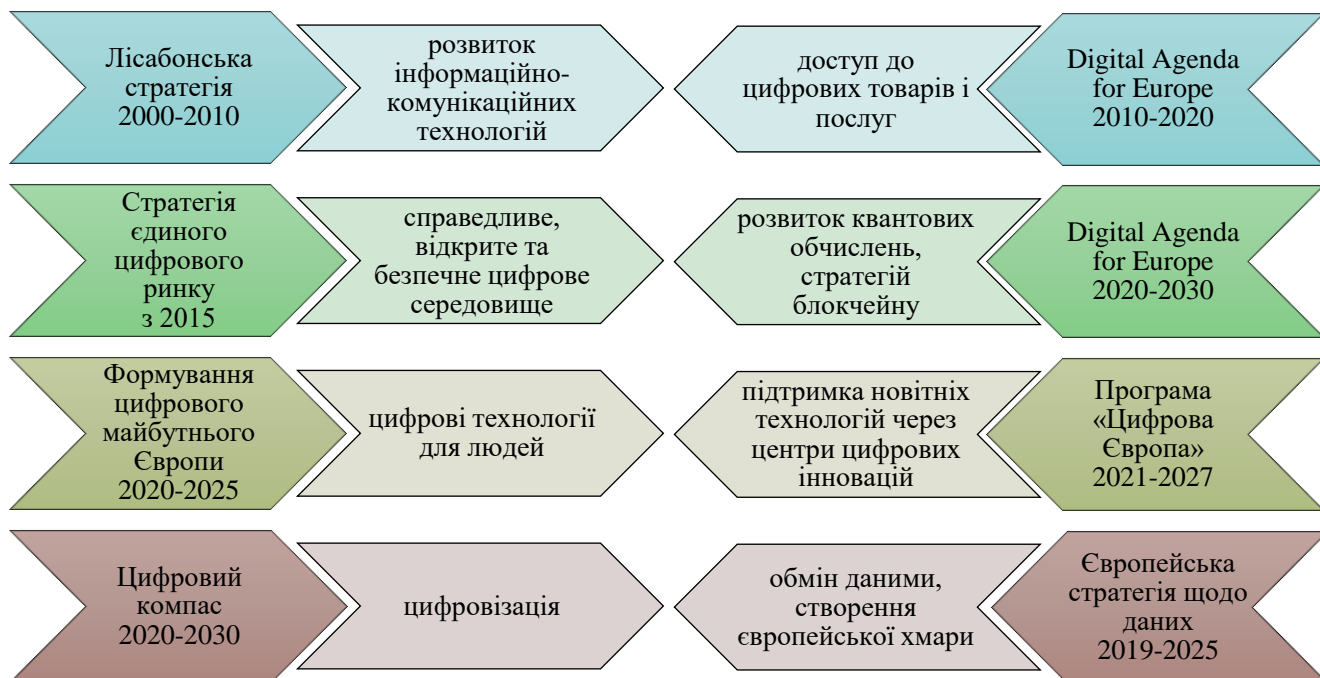 Лісабонська
стратегія
2000-2010
розвиток
інформаційно-
комунікаційних
технологій
доступ до
цифрових товарів і
послуг
Digital Agenda
for Europe
2010-2020
Стратегія
єдиного
цифрового
ринку
з 2015
справедливе,
відкрите та
безпечне цифрове
середовище
розвиток квантових
обчислень,
стратегій
блокчейну
Digital Agenda
for Europe
2020-2030
Формування
цифрового
майбутнього
Європи
2020-2025
цифрові технології
для людей
підтримка новітніх
технологій через
центри цифрових
інновацій
Програма
«Цифрова
Європа»
2021-2027
Цифровий
компас
2020-2030
цифровізація
обмін даними,
створення
європейської хмари
Європейська
стратегія щодо
даних
2019-2025